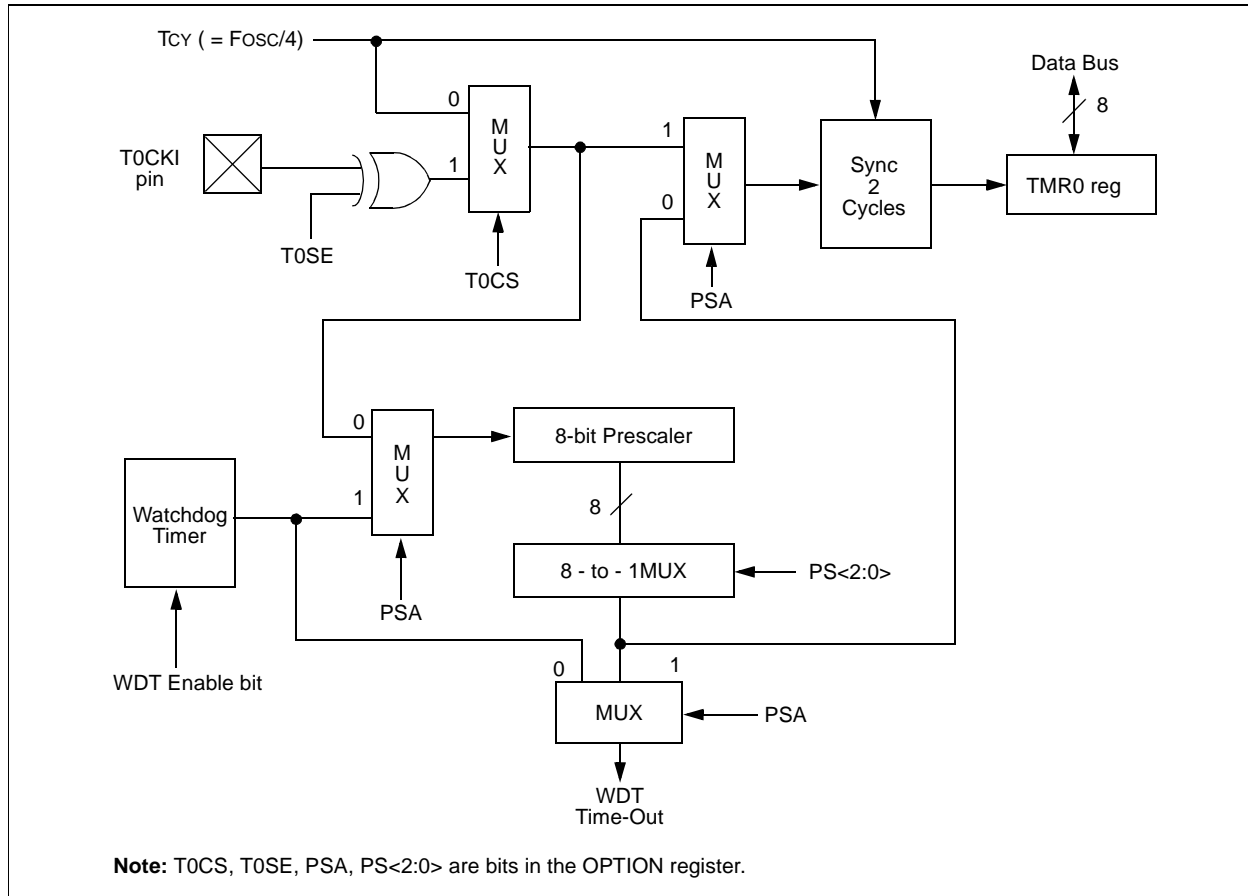 TCY ( = FOSC/4)
Data Bus
8
0
M
U
X
1
M
U
X
Sync
2
Cycles
T0CKI
pin
1
0
TMR0 reg
T0SE
T0CS
PSA
0
M
U
X
8-bit Prescaler
1
Watchdog
Timer
8
8 - to - 1MUX
PS<2:0>
PSA
0
1
WDT Enable bit
MUX
PSA
WDT
Time-Out
Note: T0CS, T0SE, PSA, PS<2:0> are bits in the OPTION register.